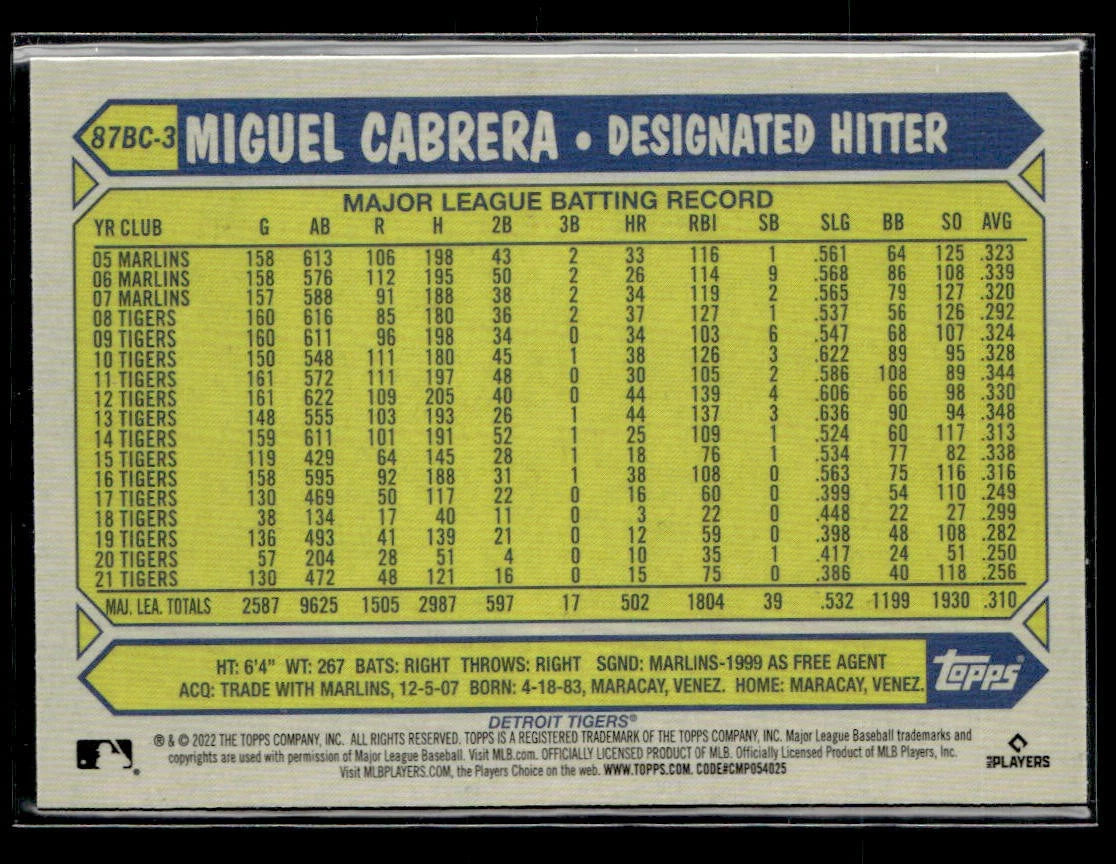 87BC-3 MIGUEL CABRERA • DESIGNATED HITTER
MAJOR LEAGUE BATTING RECORD
YR CLUB G AB R H 2B 3B HR RBI SB SLG BB SO AVG
05 MARLINS 158 613 106 198 43 2 33 116 1 .561 64 125 .323
06 MARLINS 158 576 112 195 50 2 26 114 9 .568 86 108 .339
07 MARLINS 157 588 91 188 38 2 34 119 2 .565 79 127 .320
08 TIGERS 160 616 85 180 36 2 37 127 1 .537 56 126 .292
09 TIGERS 160 611 96 198 34 0 34 103 6 .547 68 107 .324
10 TIGERS 150 548 111 180 45 1 38 126 3 .622 89 95 .328
11 TIGERS 161 572 111 197 48 0 30 105 2 .586 108 89 .344
12 TIGERS 161 622 109 205 40 0 44 139 4 .606 66 98 .330
13 TIGERS 148 555 103 193 26 1 44 137 3 .636 90 94 .348
14 TIGERS 159 611 101 191 52 1 25 109 1 .524 60 117 .313
15 TIGERS 119 429 64 145 28 1 18 76 1 .534 77 82 .338
16 TIGERS 158 595 92 188 31 1 38 108 0 .563 75 116 .316
17 TIGERS 130 469 50 117 22 0 16 60 0 .399 54 110 .249
18 TIGERS 38 134 17 40 11 0 3 22 0 .448 22 27 .299
19 TIGERS 136 493 41 139 21 0 12 59 0 .398 48 108 .282
20 TIGERS 57 204 28 51 4 0 10 35 1 .417 24 51 .250
21 TIGERS 130 472 48 121 16 0 15 75 0 .386 40 118 .256
MAJ. LEA. TOTALS 2587 9625 1505 2987 597 17 502 1804 39 .532 1199 1930 .310
HT: 6'4" WT: 267 BATS: RIGHT THROWS: RIGHT SGND: MARLINS-1999 AS FREE AGENT
ACQ: TRADE WITH MARLINS, 12-5-07 BORN: 4-18-83, MARACAY, VENEZ. HOME: MARACAY, VENEZ.
topps®
DETROIT TIGERS®
® & © 2022 THE TOPPS COMPANY, INC. ALL RIGHTS RESERVED. TOPPS IS A REGISTERED TRADEMARK OF THE TOPPS COMPANY, INC. Major League Baseball trademarks and
copyrights are used with permission of Major League Baseball. Visit MLB.com. OFFICIALLY LICENSED PRODUCT OF MLB. Officially Licensed Product of MLB Players, Inc.
Visit MLBPLAYERS.COM, the Players Choice on the web. WWW.TOPPS.COM. CODE#CMP054025
MLB PLAYERS